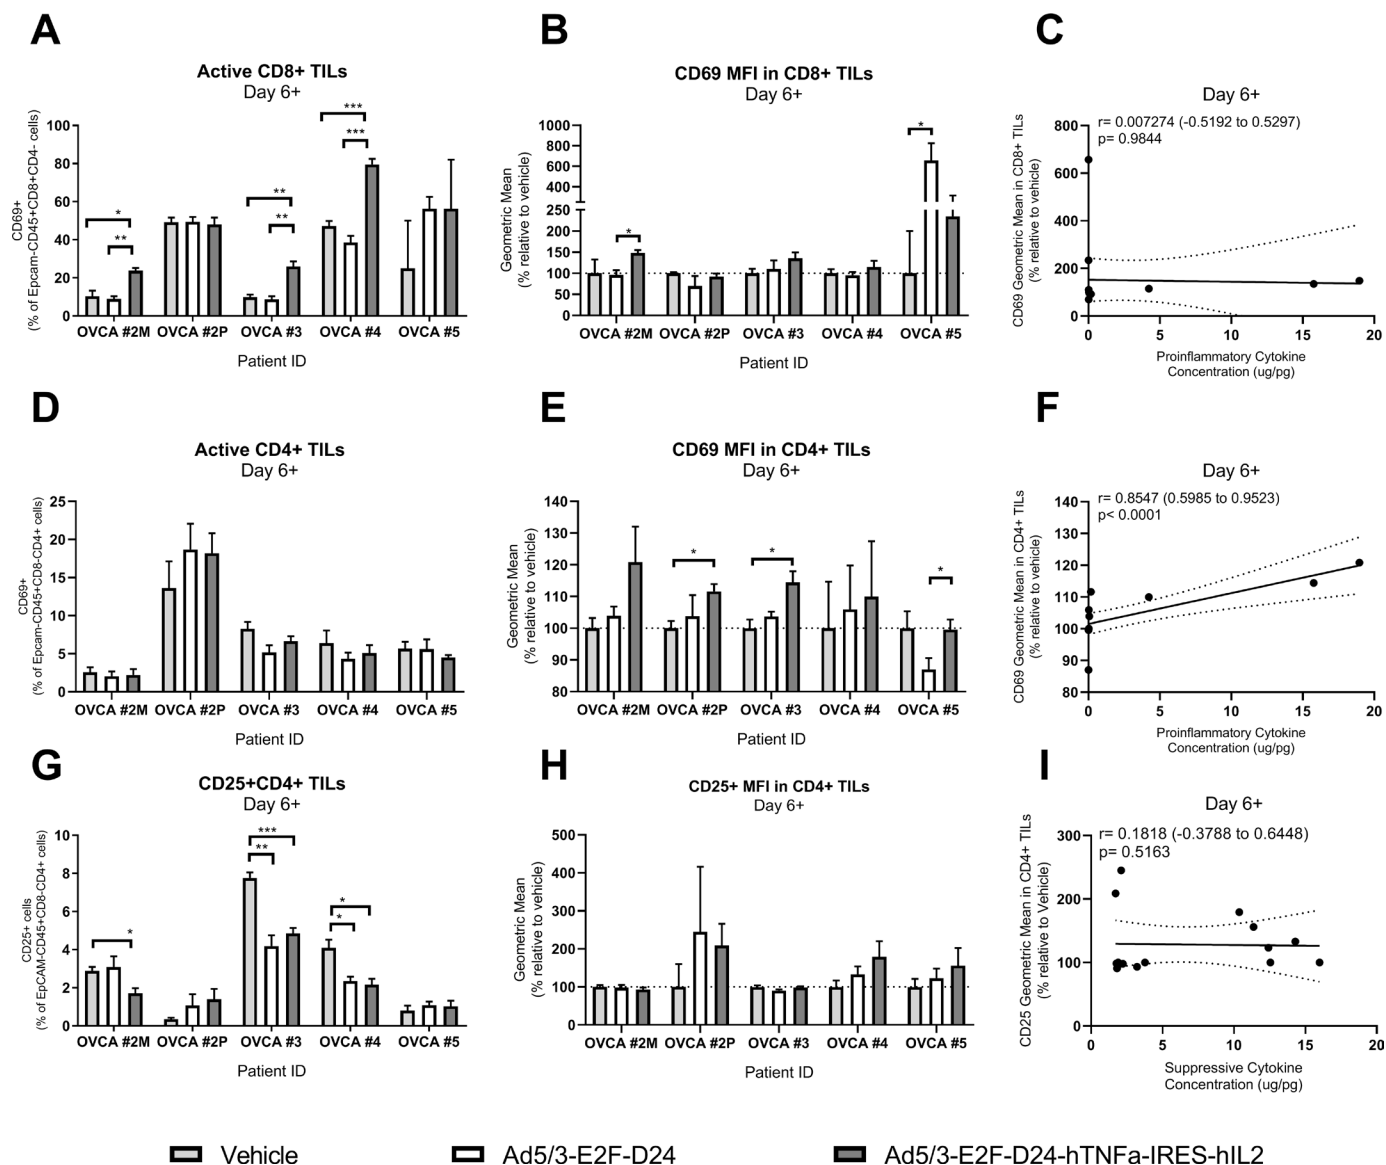 A
Active CD8+ TILs
Day 6+
CD69+
(% of Epcam-CD45+CD8+CD4- cells)
100
80
60
40
20
0
* ** ** ** *** ***
OVCA #2M OVCA #2P OVCA #3 OVCA #4 OVCA #5
Patient ID
B
CD69 MFI in CD8+ TILs
Day 6+
Geometric Mean
(% relative to vehicle)
1000
800
600
400
250
200
150
100
50
0
* *
OVCA #2M OVCA #2P OVCA #3 OVCA #4 OVCA #5
Patient ID
C
Day 6+
r= 0.007274 (-0.5192 to 0.5297)
p= 0.9844
CD69 Geometric Mean in CD8+ TILs
(% relative to vehicle)
800
600
400
200
0
0 5 10 15 20
Proinflammatory Cytokine
Concentration (ug/pg)
D
Active CD4+ TILs
Day 6+
CD69+
(% of Epcam-CD45+CD8-CD4+ cells)
25
20
15
10
5
0
OVCA #2M OVCA #2P OVCA #3 OVCA #4 OVCA #5
Patient ID
E
CD69 MFI in CD4+ TILs
Day 6+
Geometric Mean
(% relative to vehicle)
140
130
120
110
100
90
80
* * *
OVCA #2M OVCA #2P OVCA #3 OVCA #4 OVCA #5
Patient ID
F
Day 6+
r= 0.8547 (0.5985 to 0.9523)
p< 0.0001
CD69 Geometric Mean in CD4+ TILs
(% relative to vehicle)
140
130
120
110
100
90
80
0 5 10 15 20
Proinflammatory Cytokine
Concentration (ug/pg)
G
CD25+CD4+ TILs
Day 6+
CD25+ cells
(% of EpCAM-CD45+CD8-CD4+ cells)
10
8
6
4
2
0
* *** ** * *
OVCA #2M OVCA #2P OVCA #3 OVCA #4 OVCA #5
Patient ID
H
CD25+ MFI in CD4+ TILs
Day 6+
Geometric Mean
(% relative to vehicle)
500
400
300
200
100
0
OVCA #2M OVCA #2P OVCA #3 OVCA #4 OVCA #5
Patient ID
I
Day 6+
r= 0.1818 (-0.3788 to 0.6448)
p= 0.5163
CD25 Geometric Mean in CD4+ TILs
(% relative to Vehicle)
300
200
100
0
0 5 10 15 20
Suppressive Cytokine
Concentration (ug/pg)
Vehicle
Ad5/3-E2F-D24
Ad5/3-E2F-D24-hTNFa-IRES-hIL2